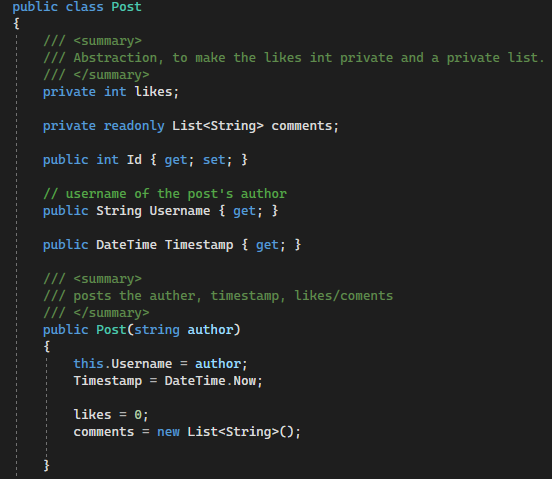 public class Post
{
/// <summary>
/// Abstraction, to make the likes int private and a private list.
/// </summary>
private int likes;
private readonly List<String> comments;
public int Id { get; set; }
// username of the post's author
public String Username { get; }
public DateTime Timestamp { get; }
/// <summary>
/// posts the auther, timestamp, likes/coments
/// </summary>
public Post(string author)
{
this.Username = author;
Timestamp = DateTime.Now;
likes = 0;
comments = new List<String>();
}